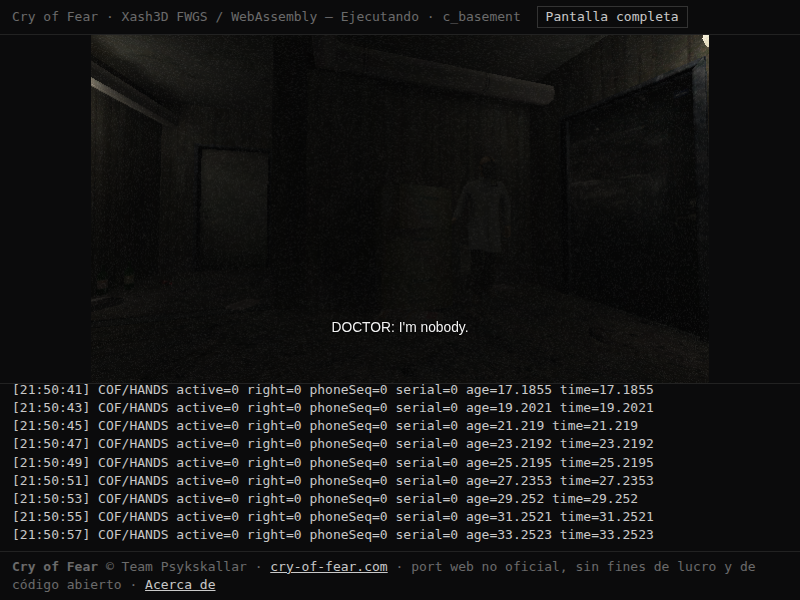 Cry of Fear · Xash3D FWGS / WebAssembly — Ejecutando · c_basement Pantalla completa
DOCTOR: I'm nobody.
[21:50:41] COF/HANDS active=0 right=0 phoneSeq=0 serial=0 age=17.1855 time=17.1855
[21:50:43] COF/HANDS active=0 right=0 phoneSeq=0 serial=0 age=19.2021 time=19.2021
[21:50:45] COF/HANDS active=0 right=0 phoneSeq=0 serial=0 age=21.219 time=21.219
[21:50:47] COF/HANDS active=0 right=0 phoneSeq=0 serial=0 age=23.2192 time=23.2192
[21:50:49] COF/HANDS active=0 right=0 phoneSeq=0 serial=0 age=25.2195 time=25.2195
[21:50:51] COF/HANDS active=0 right=0 phoneSeq=0 serial=0 age=27.2353 time=27.2353
[21:50:53] COF/HANDS active=0 right=0 phoneSeq=0 serial=0 age=29.252 time=29.252
[21:50:55] COF/HANDS active=0 right=0 phoneSeq=0 serial=0 age=31.2521 time=31.2521
[21:50:57] COF/HANDS active=0 right=0 phoneSeq=0 serial=0 age=33.2523 time=33.2523
Cry of Fear © Team Psykskallar · cry-of-fear.com · port web no oficial, sin fines de lucro y de
código abierto · Acerca de